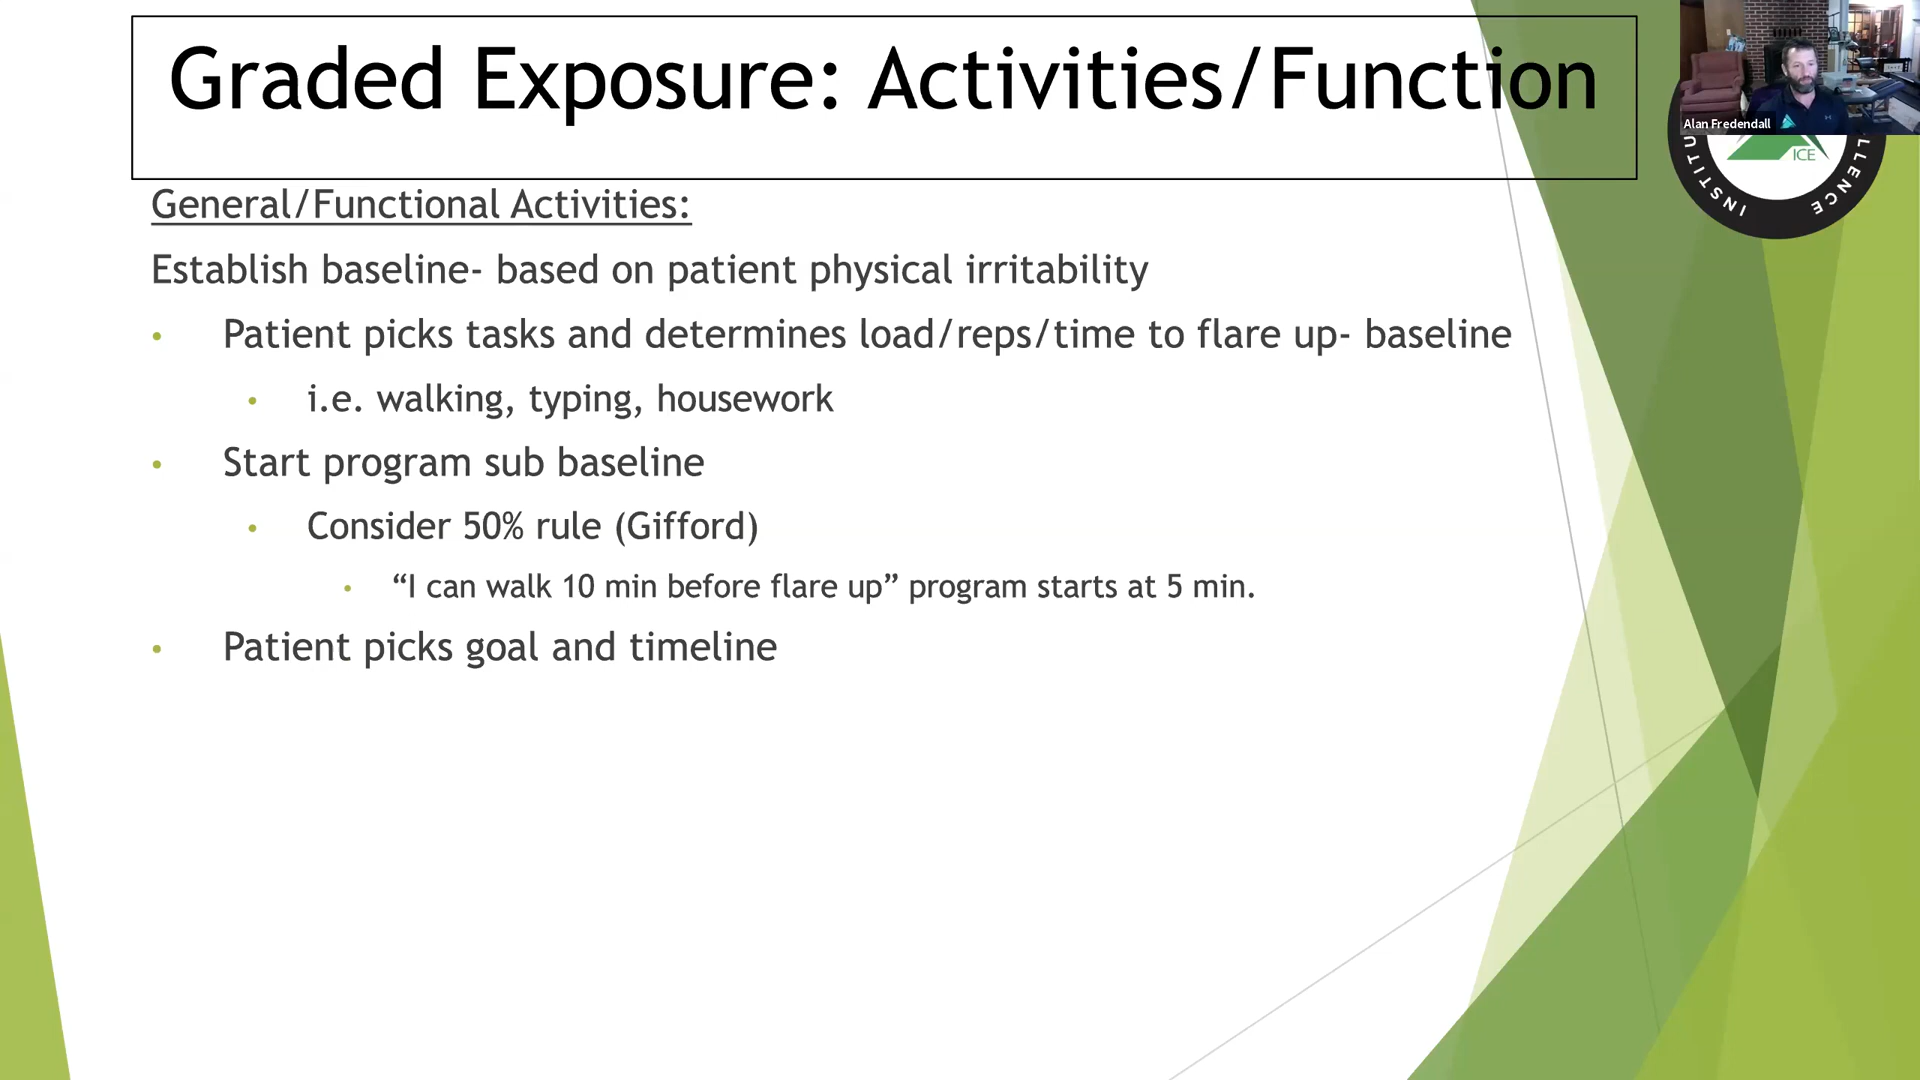 Graded Exposure: Activities/Function
Alan Fredendall
ICE
INSTITU
LLENCE
General/Functional Activities:
Establish baseline- based on patient physical irritability
• Patient picks tasks and determines load/reps/time to flare up- baseline
• i.e. walking, typing, housework
• Start program sub baseline
• Consider 50% rule (Gifford)
• “I can walk 10 min before flare up” program starts at 5 min.
• Patient picks goal and timeline